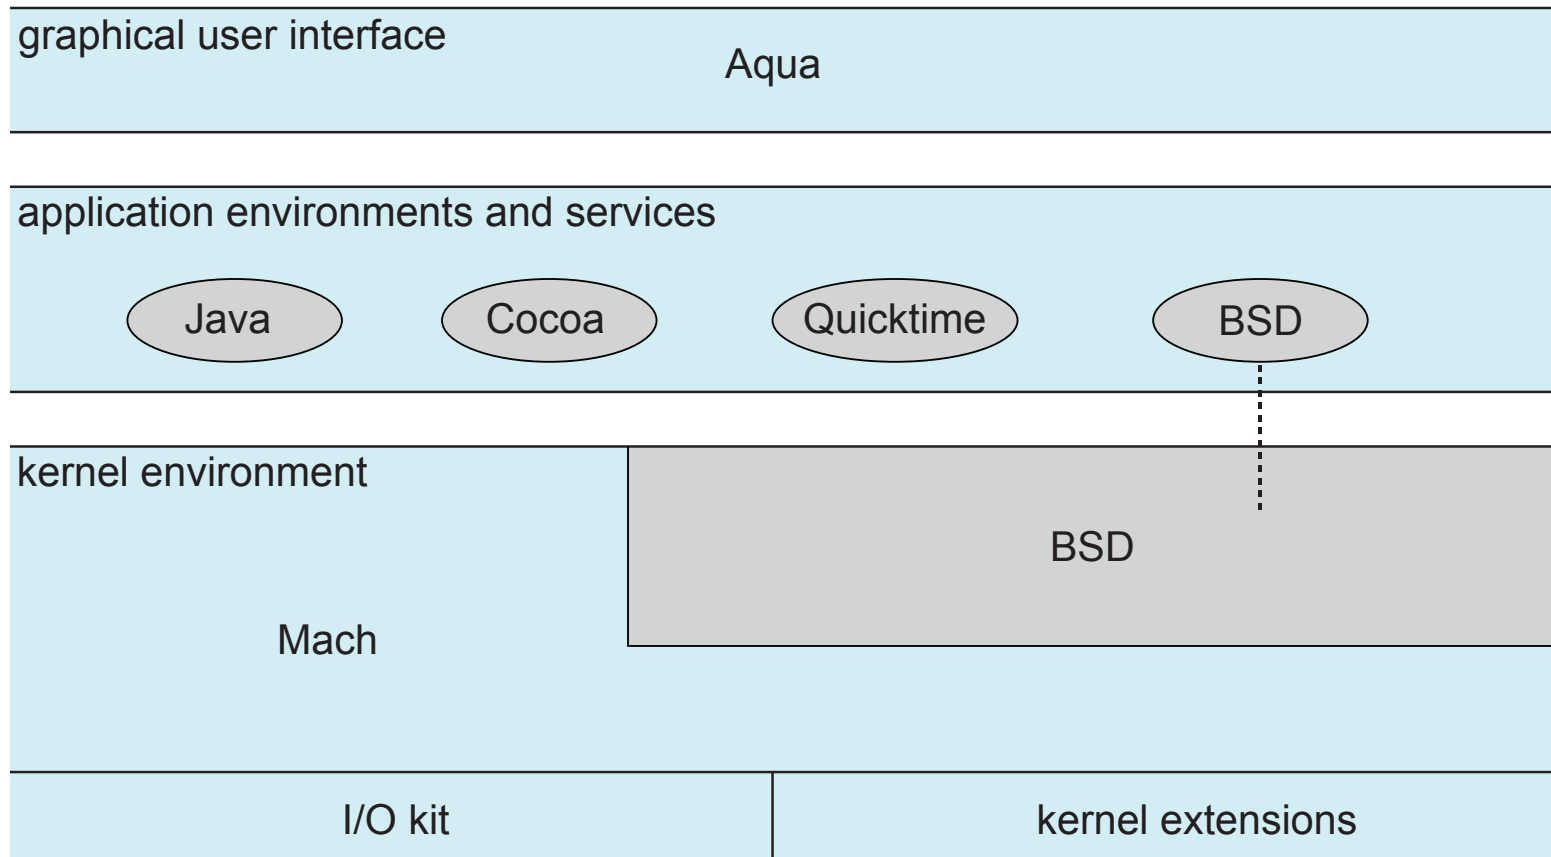 graphical user interface
Aqua
application environments and services
Java
Cocoa
Quicktime
BSD
kernel environment
BSD
Mach
I/O kit
kernel extensions